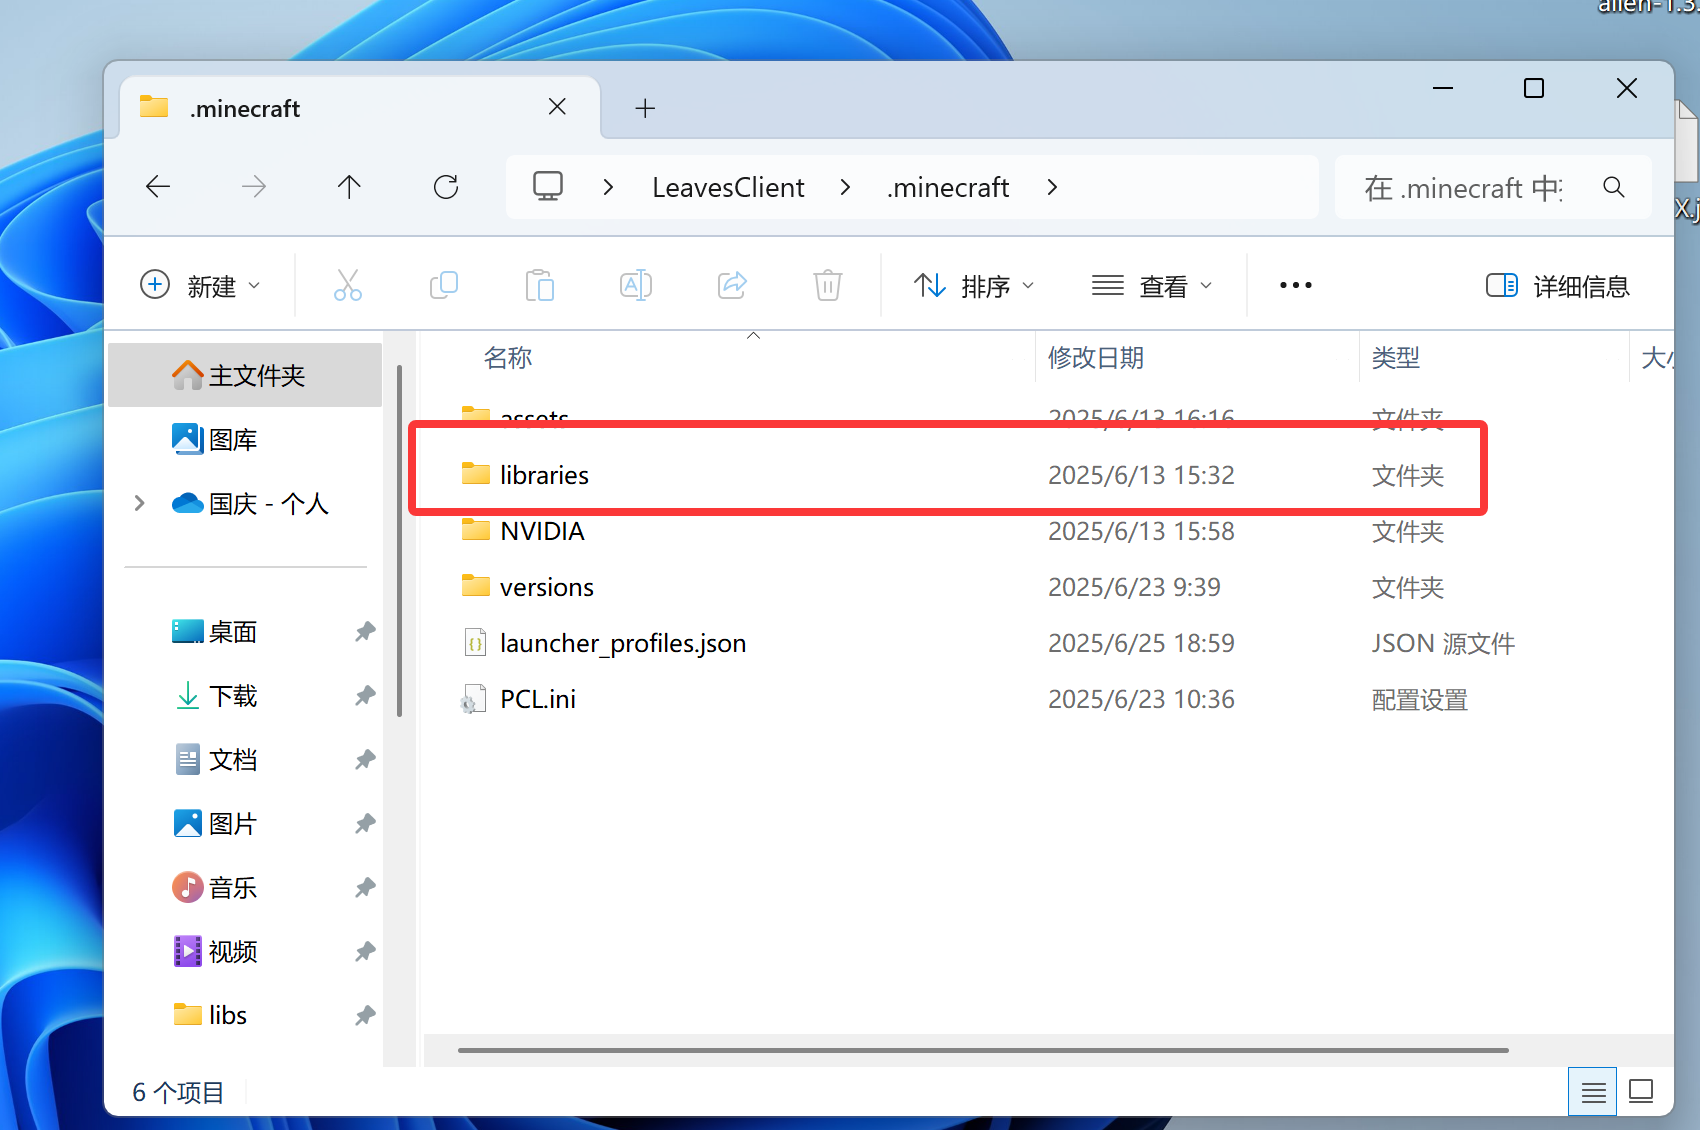 alien-1.3.
.minecraft
LeavesClient
.minecraft
在 .minecraft 中
X.j
新建
排序
查看
详细信息
名称
修改日期
类型
大小
主文件夹
图库
国庆 - 个人
桌面
下载
文档
图片
音乐
视频
libs
assets 2025/6/13 16:16 文件夹
libraries 2025/6/13 15:32 文件夹
NVIDIA 2025/6/13 15:58 文件夹
versions 2025/6/23 9:39 文件夹
launcher_profiles.json 2025/6/25 18:59 JSON 源文件
PCL.ini 2025/6/23 10:36 配置设置
6 个项目